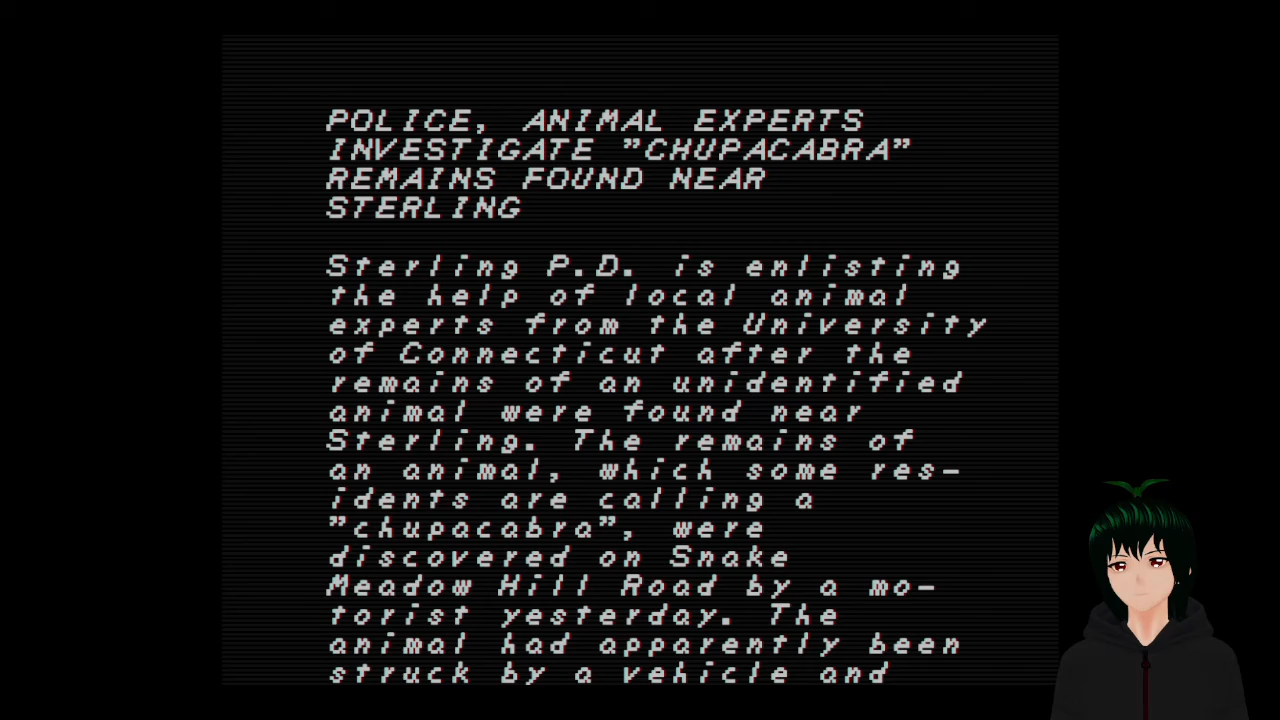 POLICE, ANIMAL EXPERTS
INVESTIGATE "CHUPACABRA"
REMAINS FOUND NEAR
STERLING
Sterling P.D. is enlisting
the help of local animal
experts from the University
of Connecticut after the
remains of an unidentified
animal were found near
Sterling. The remains of
an animal, which some res-
idents are calling a
"chupacabra", were
discovered on Snake
Meadow Hill Road by a mo-
torist yesterday. The
animal had apparently been
struck by a vehicle and